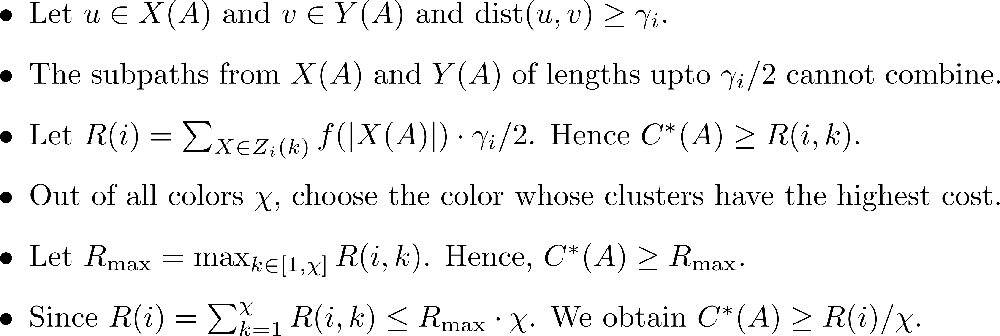 • Let $u \in X(A)$ and $v \in Y(A)$ and $\text{dist}(u, v) \geq \gamma_i$.
• The subpaths from $X(A)$ and $Y(A)$ of lengths upto $\gamma_i/2$ cannot combine.
• Let $R(i) = \sum_{X \in Z_i(k)} f(|X(A)|) \cdot \gamma_i/2$. Hence $C^*(A) \geq R(i, k)$.
• Out of all colors $\chi$, choose the color whose clusters have the highest cost.
• Let $R_{\max} = \max_{k \in [1,\chi]} R(i, k)$. Hence, $C^*(A) \geq R_{\max}$.
• Since $R(i) = \sum_{k=1}^{\chi} R(i, k) \leq R_{\max} \cdot \chi$. We obtain $C^*(A) \geq R(i)/\chi$.